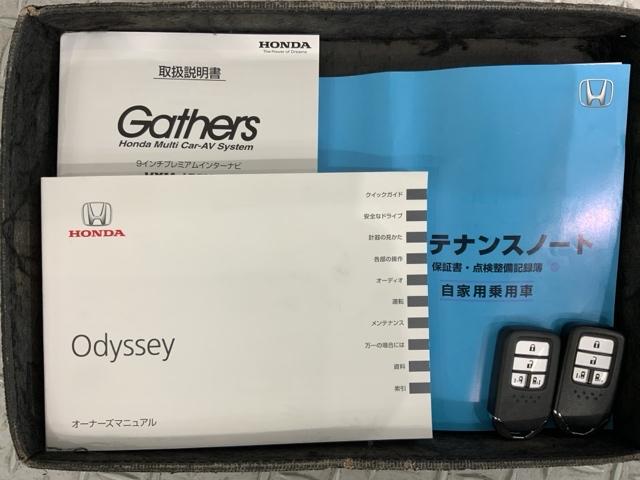 HONDA
The Power of Dreams
取扱説明書
Gathers
Honda Multi Car-AV System
9インチプレミアムインターナビ
HONDA
Odyssey
オーナーズマニュアル
クイックガイド
安全なドライブ
計器の見かた
各部の操作
オーディオ
運転
メンテナンス
万一の場合には
資料
索引
テナンスノート
保証書・点検整備記録簿
自家用乗用車